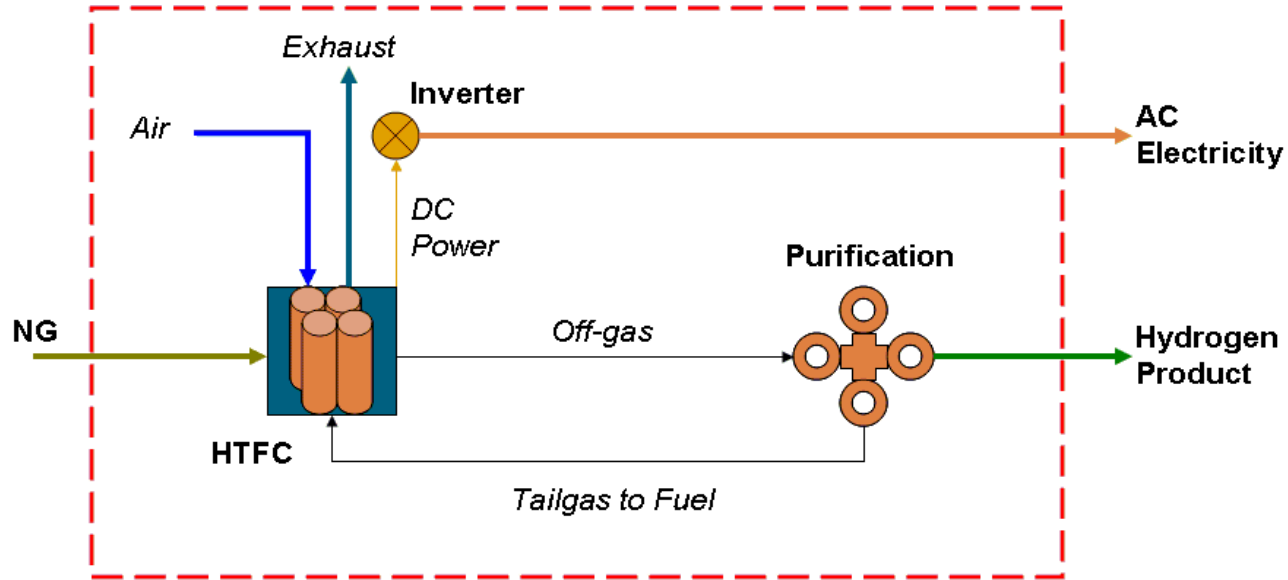 Exhaust
Inverter
Air
AC
Electricity
DC
Power
Purification
NG
Off-gas
Hydrogen
Product
HTFC
Tailgas to Fuel